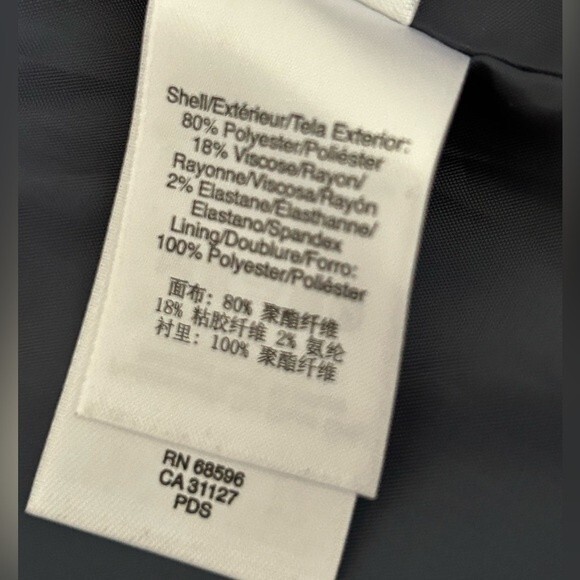 Shell/Extérieur/Tela Exterior:
80% Polyester/Poliéster
18% Viscose/Rayon/
Rayonne/Viscosa/Rayón
2% Elastane/Élasthanne/
Elastano/Spandex
Lining/Doublure/Forro:
100% Polyester/Poliéster
面布: 80% 聚酯纤维
18% 粘胶纤维 2% 氨纶
衬里: 100% 聚酯纤维
RN 68596
CA 31127
PDS